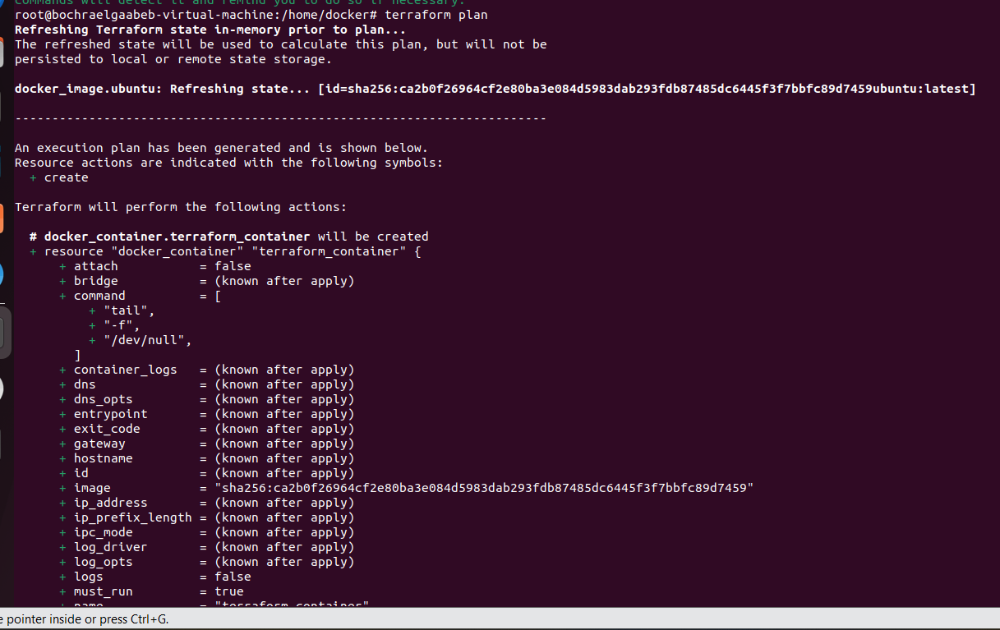 Commands will detect it and remind you to do so if necessary.
root@bochraelgaabeb-virtual-machine:/home/docker# terraform plan
Refreshing Terraform state in-memory prior to plan...
The refreshed state will be used to calculate this plan, but will not be
persisted to local or remote state storage.
docker_image.ubuntu: Refreshing state... [id=sha256:ca2b0f26964cf2e80ba3e084d5983dab293fdb87485dc6445f3f7bbfc89d7459ubuntu:latest]
------------------------------------------------------------------------
An execution plan has been generated and is shown below.
Resource actions are indicated with the following symbols:
+ create
Terraform will perform the following actions:
# docker_container.terraform_container will be created
+ resource "docker_container" "terraform_container" {
+ attach = false
+ bridge = (known after apply)
+ command = [
+ "tail",
+ "-f",
+ "/dev/null",
]
+ container_logs = (known after apply)
+ dns = (known after apply)
+ dns_opts = (known after apply)
+ entrypoint = (known after apply)
+ exit_code = (known after apply)
+ gateway = (known after apply)
+ hostname = (known after apply)
+ id = (known after apply)
+ image = "sha256:ca2b0f26964cf2e80ba3e084d5983dab293fdb87485dc6445f3f7bbfc89d7459"
+ ip_address = (known after apply)
+ ip_prefix_length = (known after apply)
+ ipc_mode = (known after apply)
+ log_driver = (known after apply)
+ log_opts = (known after apply)
+ logs = false
+ must_run = true
+ name = "terraform_container"
e pointer inside or press Ctrl+G.